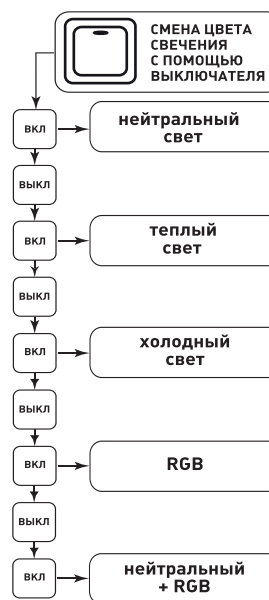 СМЕНА ЦВЕТА
СВЕЧЕНИЯ
С ПОМОЩЬЮ
ВЫКЛЮЧАТЕЛЯ
ВКЛ
нейтральный
свет
ВЫКЛ
ВКЛ
теплый
свет
ВЫКЛ
ВКЛ
холодный
свет
ВЫКЛ
ВКЛ
RGB
ВЫКЛ
ВКЛ
нейтральный
+ RGB